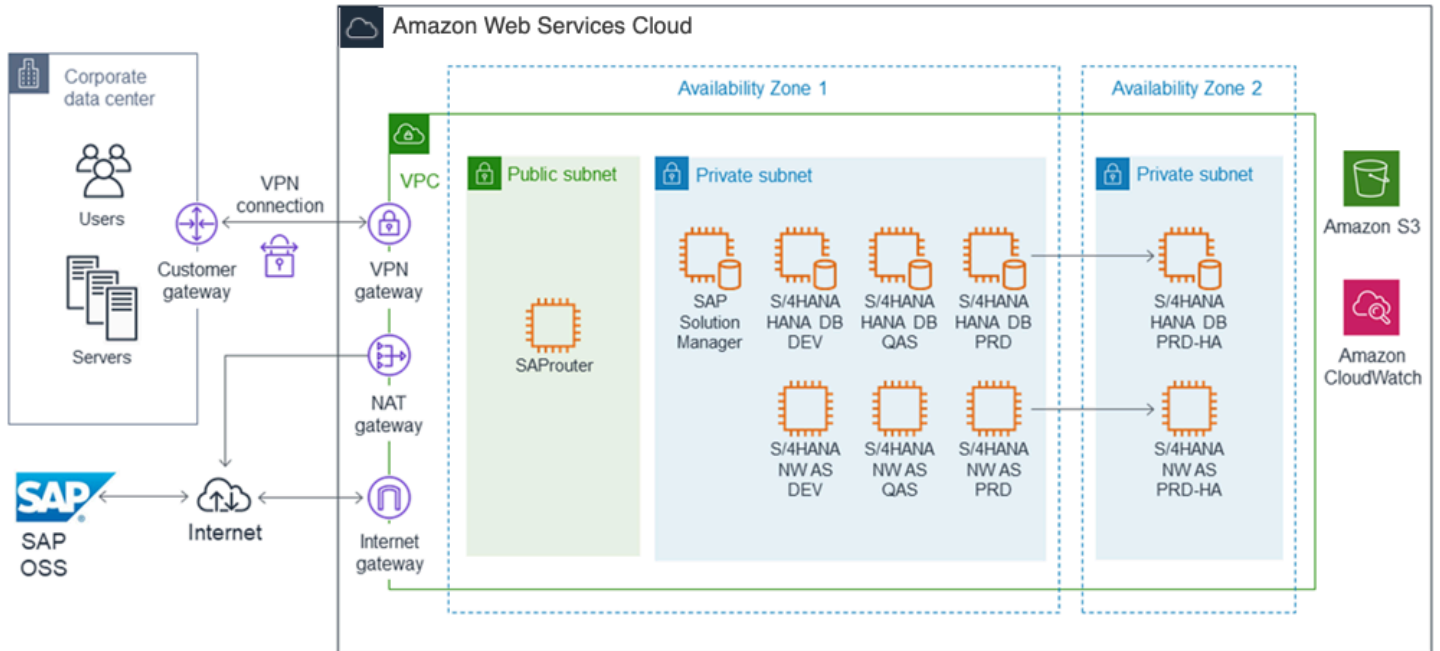 Amazon Web Services Cloud
Corporate
data center
Users
Servers
VPN
connection
Customer
gateway
Availability Zone 1
Availability Zone 2
VPC
VPN
gateway
NAT
gateway
Internet
gateway
Public subnet
SAProuter
Private subnet
SAP
Solution
Manager
S/4HANA
HANA DB
DEV
S/4HANA
HANA DB
QAS
S/4HANA
HANA DB
PRD
S/4HANA
NW AS
DEV
S/4HANA
NW AS
QAS
S/4HANA
NW AS
PRD
Private subnet
S/4HANA
HANA DB
PRD-HA
S/4HANA
NW AS
PRD-HA
Amazon S3
Amazon
CloudWatch
SAP
SAP
OSS
Internet